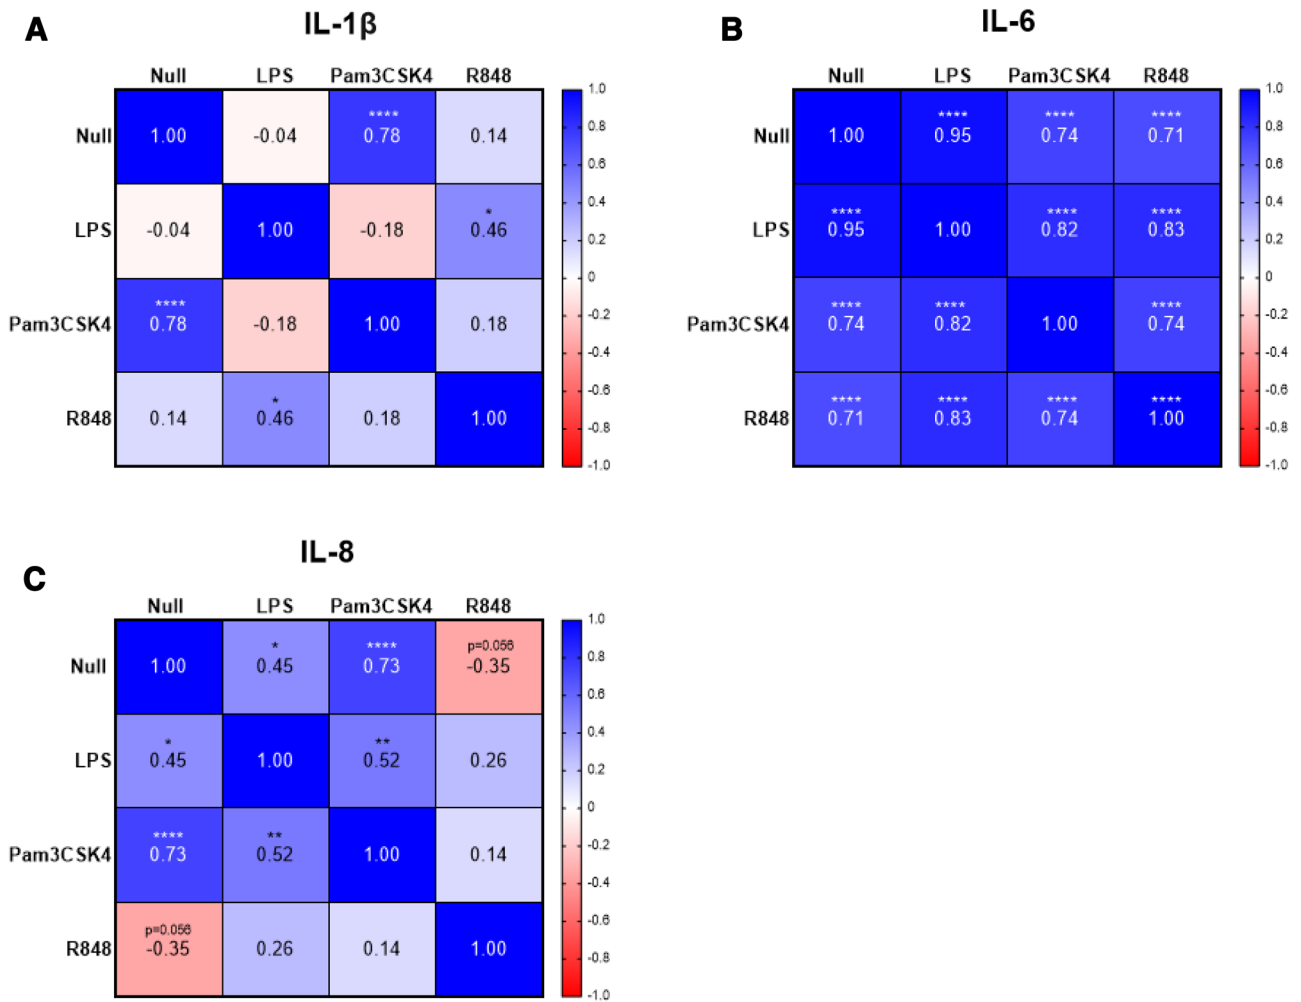 A
IL-1β
Null LPS Pam3CSK4 R848
Null 1.00 -0.04 **** 0.78 0.14
LPS -0.04 1.00 -0.18 * 0.46
Pam3CSK4 **** 0.78 -0.18 1.00 0.18
R848 0.14 * 0.46 0.18 1.00
1.0
0.8
0.6
0.4
0.2
0
-0.2
-0.4
-0.6
-0.8
-1.0
B
IL-6
Null LPS Pam3CSK4 R848
Null 1.00 **** 0.95 **** 0.74 **** 0.71
LPS **** 0.95 1.00 **** 0.82 **** 0.83
Pam3CSK4 **** 0.74 **** 0.82 1.00 **** 0.74
R848 **** 0.71 **** 0.83 **** 0.74 **** 1.00
1.0
0.8
0.6
0.4
0.2
0
-0.2
-0.4
-0.6
-0.8
-1.0
C
IL-8
Null LPS Pam3CSK4 R848
Null 1.00 * 0.45 **** 0.73 p=0.056 -0.35
LPS * 0.45 1.00 ** 0.52 0.26
Pam3CSK4 **** 0.73 ** 0.52 1.00 0.14
R848 p=0.056 -0.35 0.26 0.14 1.00
1.0
0.8
0.6
0.4
0.2
0
-0.2
-0.4
-0.6
-0.8
-1.0